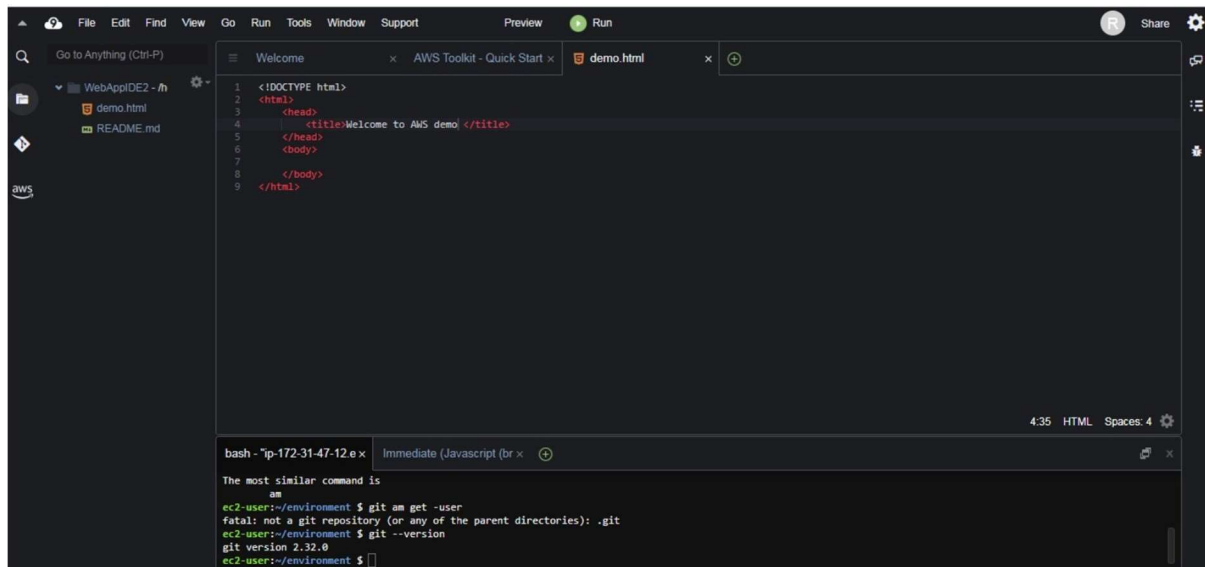 File Edit Find View Go Run Tools Window Support Preview Run R Share
Go to Anything (Ctrl-P)
WebAppIDE2 - /h
demo.html
README.md
aws
Welcome × AWS Toolkit - Quick Start × demo.html ×
1 <!DOCTYPE html>
2 <html>
3 <head>
4 <title>Welcome to AWS demo </title>
5 </head>
6 <body>
7
8 </body>
9 </html>
4:35 HTML Spaces: 4
bash - "ip-172-31-47-12.e × Immediate (Javascript (br ×
The most similar command is
am
ec2-user:~/environment $ git am get -user
fatal: not a git repository (or any of the parent directories): .git
ec2-user:~/environment $ git --version
git version 2.32.0
ec2-user:~/environment $